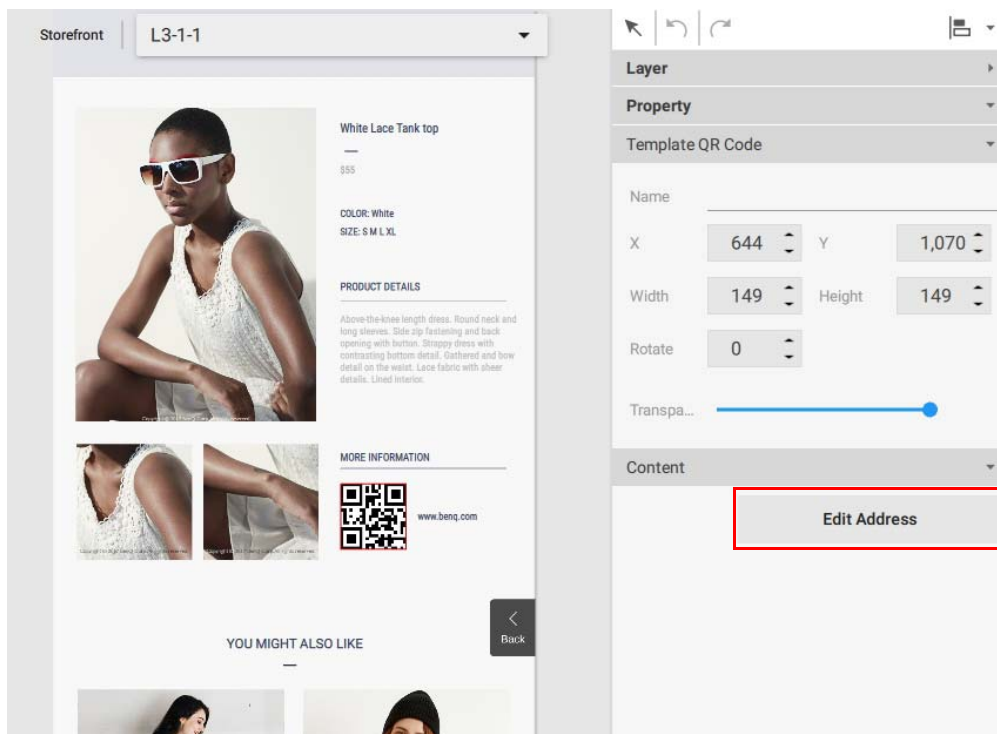 Storefront
L3-1-1
White Lace Tank top
$55
COLOR: White
SIZE: S M L XL
PRODUCT DETAILS
Above-the-knee length dress. Round neck and
long sleeves. Side zip fastening and back
opening with button. Strappy dress with
contrasting bottom detail. Gathered and bow
detail on the waist. Lace fabric with sheer
details. Lined interior.
MORE INFORMATION
www.benq.com
Back
YOU MIGHT ALSO LIKE
Layer
Property
Template QR Code
Name
X 644 Y 1,070
Width 149 Height 149
Rotate 0
Transpa...
Content
Edit Address